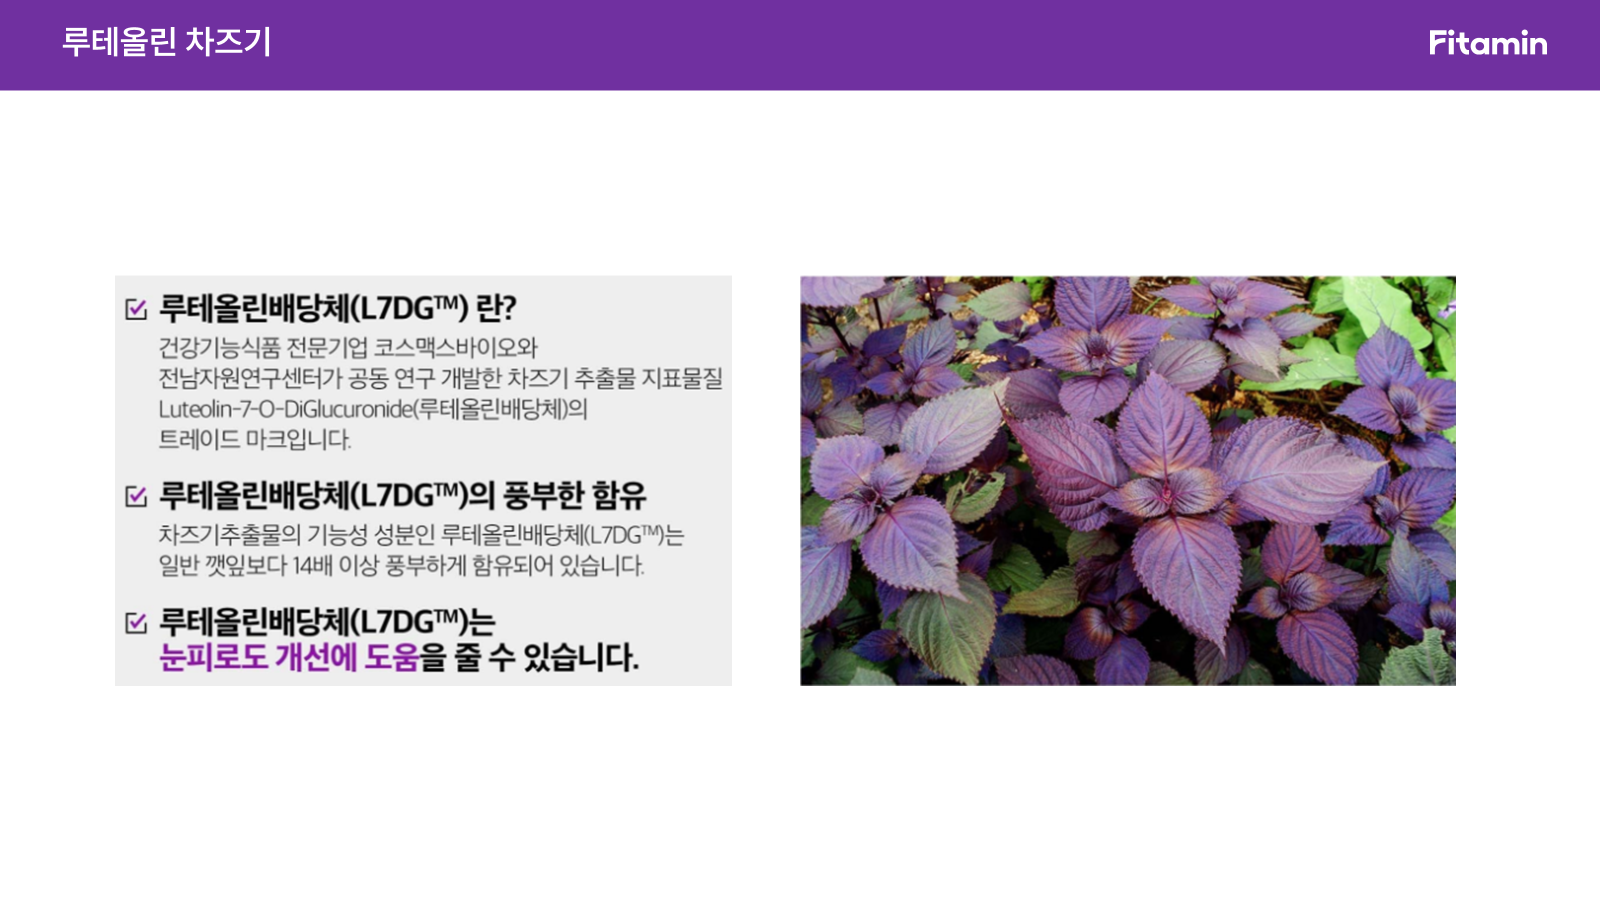 루테올린 차즈기
Fitamin
루테올린배당체(L7DG™) 란?
건강기능식품 전문기업 코스맥스바이오와
전남자원연구센터가 공동 연구 개발한 차즈기 추출물 지표물질
Luteolin-7-O-DiGlucuronide(루테올린배당체)의
트레이드 마크입니다.
루테올린배당체(L7DG™)의 풍부한 함유
차즈기추출물의 기능성 성분인 루테올린배당체(L7DG™)는
일반 깻잎보다 14배 이상 풍부하게 함유되어 있습니다.
루테올린배당체(L7DG™)는
눈피로도 개선에 도움을 줄 수 있습니다.